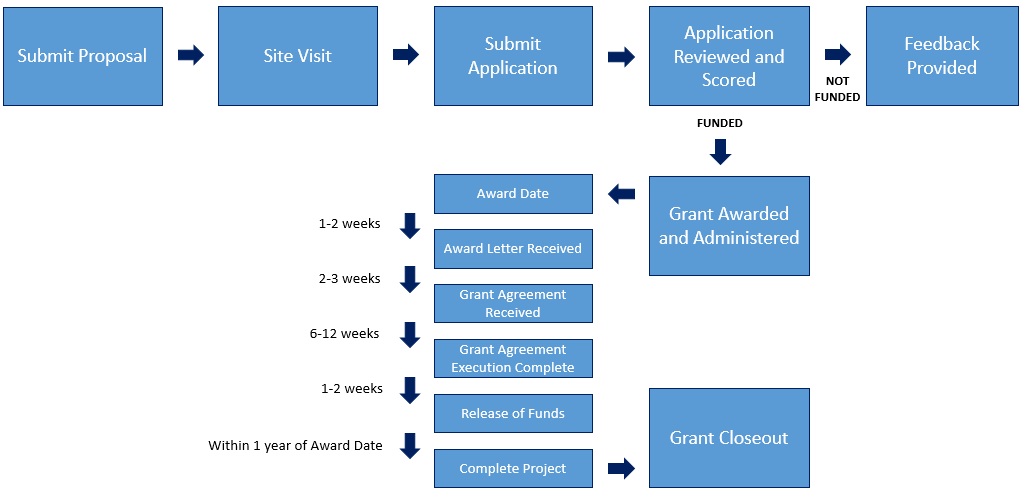 Submit Proposal
Site Visit
Submit
Application
Application
Reviewed and
Scored
NOT
FUNDED
Feedback
Provided
FUNDED
Grant Awarded
and Administered
Award Date
1-2 weeks
Award Letter Received
2-3 weeks
Grant Agreement
Received
6-12 weeks
Grant Agreement
Execution Complete
1-2 weeks
Release of Funds
Within 1 year of Award Date
Complete Project
Grant Closeout